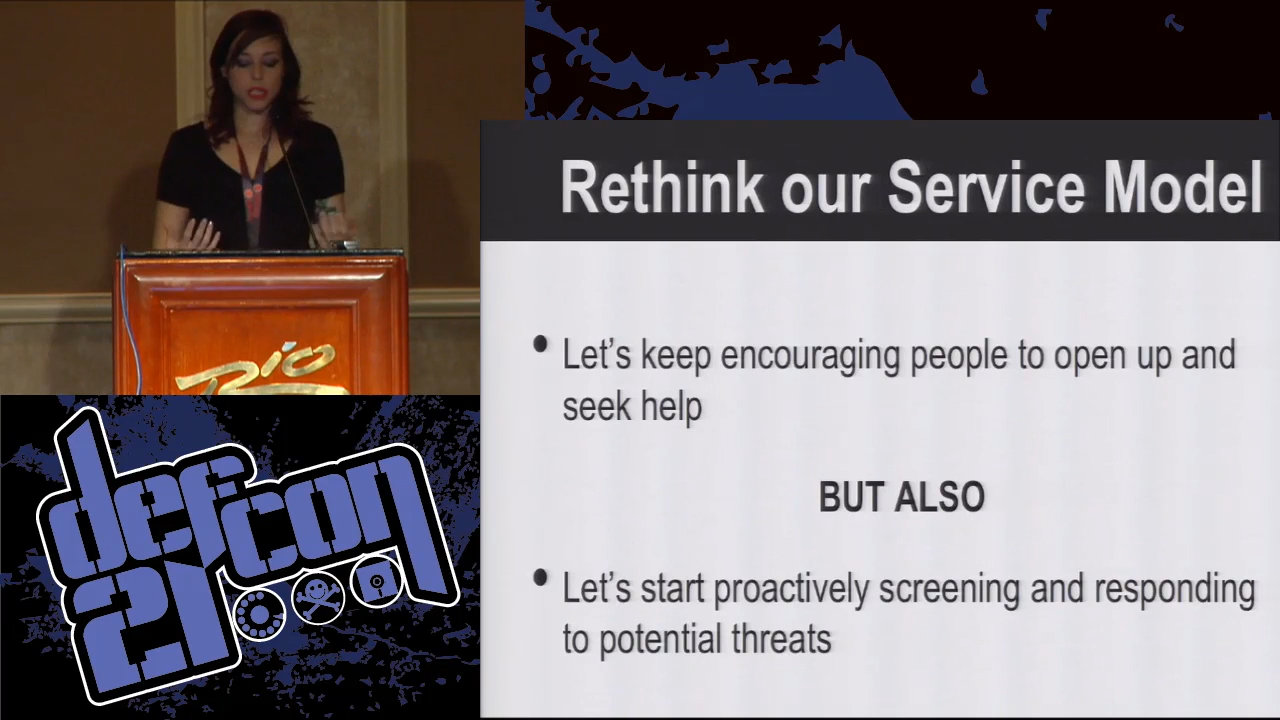 Rethink our Service Model
• Let's keep encouraging people to open up and
seek help
BUT ALSO
• Let's start proactively screening and responding
to potential threats
Rio
defcon
21